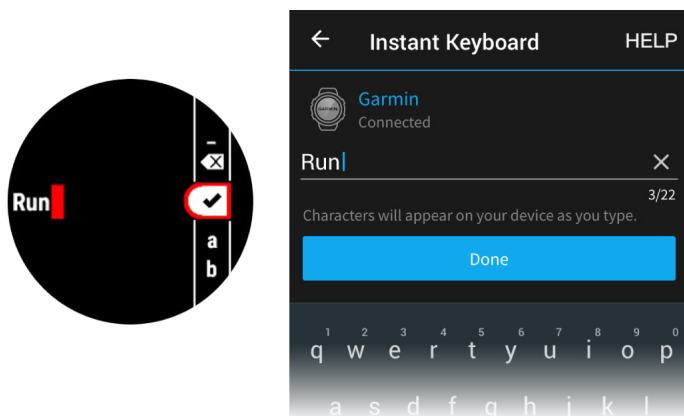 _
Run
a
b
Instant Keyboard HELP
Garmin
Connected
Run
3/22
Characters will appear on your device as you type.
Done
1 2 3 4 5 6 7 8 9 0
q w e r t y u i o p
a s d f g h j k l